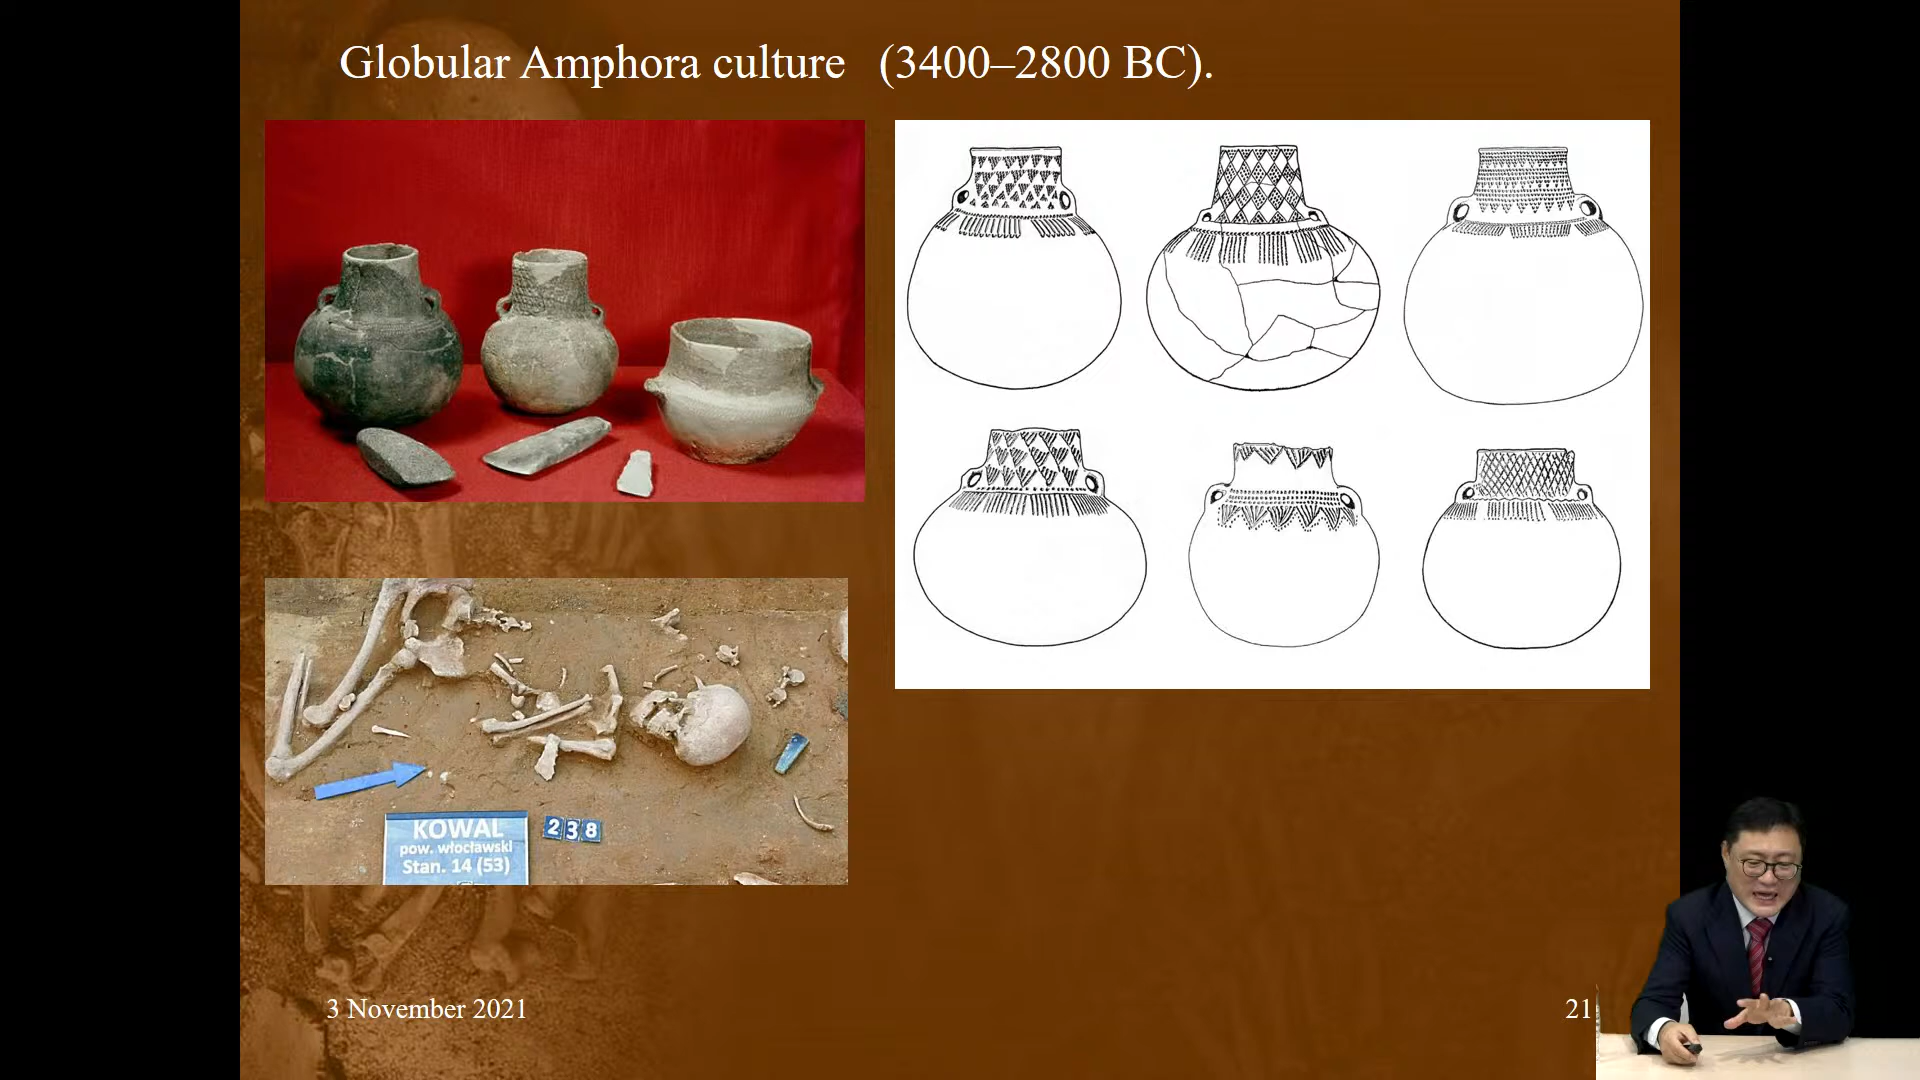 Globular Amphora culture (3400–2800 BC).
KOWAL
pow. włocławski
Stan. 14 (53)
238
3 November 2021
21